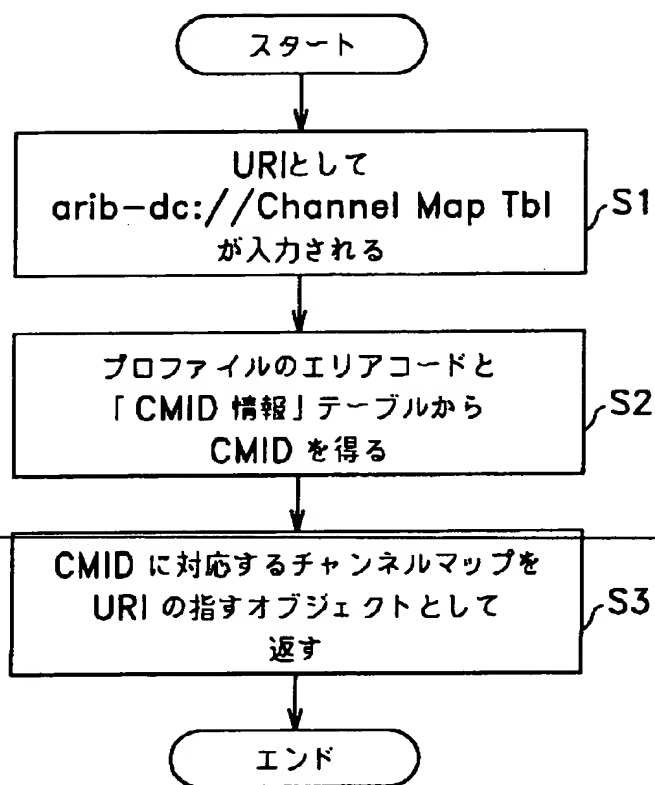 スタート
URIとして
arib-dc://Channel Map Tbl
が入力される
S1
プロファイルのエリアコードと
「CMID 情報」テーブルから
CMID を得る
S2
CMID に対応するチャンネルマップを
URI の指すオブジェクトとして
返す
S3
エンド